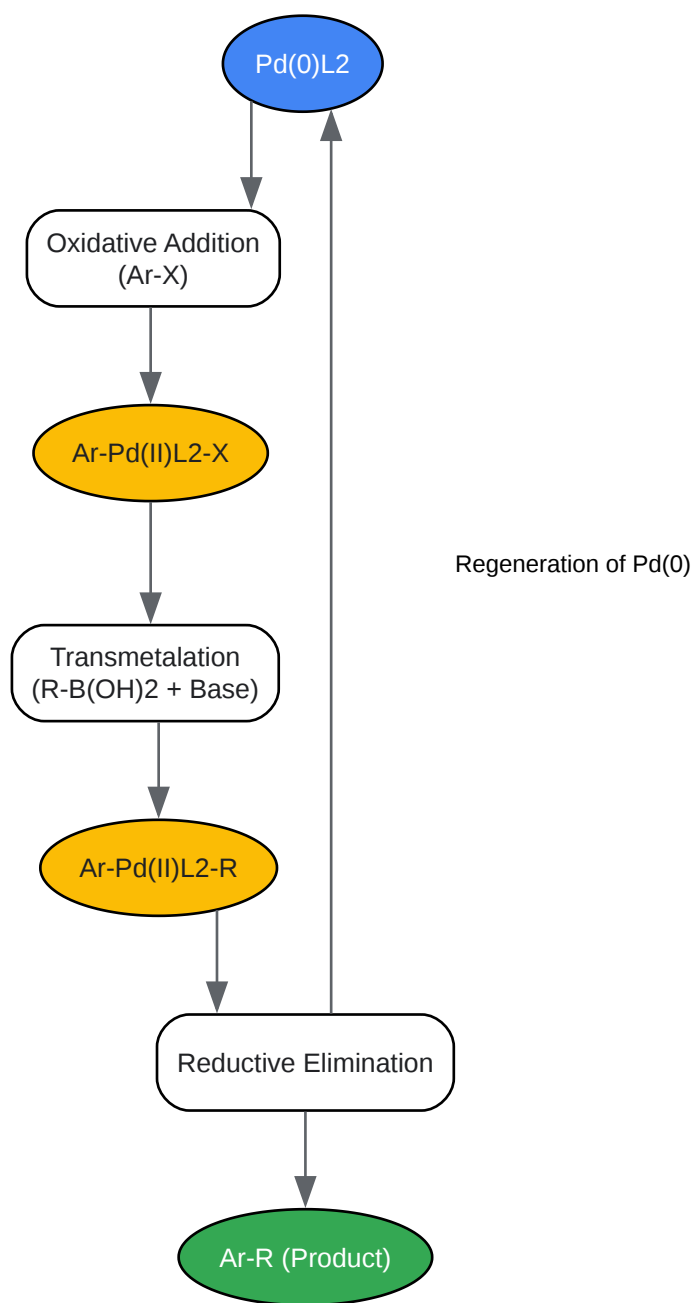 Pd(0)L2
Oxidative Addition
(Ar-X)
Ar-Pd(II)L2-X
Regeneration of Pd(0)
Transmetalation
(R-B(OH)2 + Base)
Ar-Pd(II)L2-R
Reductive Elimination
Ar-R (Product)